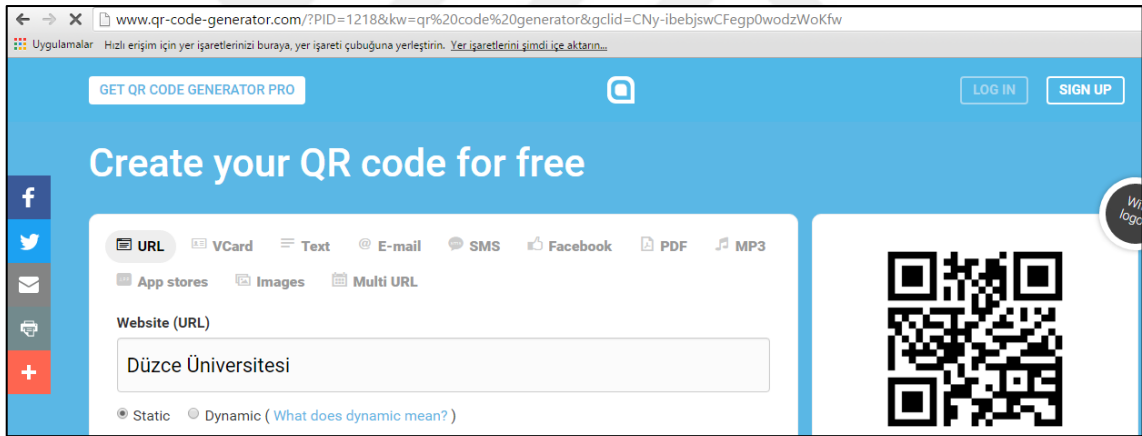 www.qr-code-generator.com/?PID=1218&kw=qr%20code%20generator&gclid=CNy-ibebjswCFegp0wodzWoKfw
Uygulamalar Hızlı erişim için yer işaretlerinizi buraya, yer işareti çubuğuna yerleştirin. Yer işaretlerini şimdi içe aktarın...
GET QR CODE GENERATOR PRO LOG IN SIGN UP
Create your QR code for free
URL VCard Text @ E-mail SMS Facebook PDF MP3
App stores Images Multi URL
Website (URL)
Düzce Üniversitesi
Static Dynamic ( What does dynamic mean? )